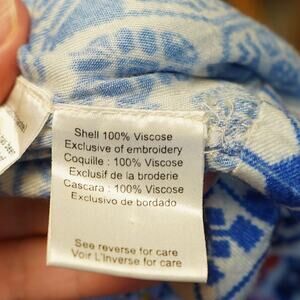 Shell 100% Viscose
Exclusive of embroidery
Coquille : 100% Viscose
Exclusif de la broderie
Cascara : 100% Viscose
Exclusivo de bordado
See reverse for care
Voir L'Inverse for care